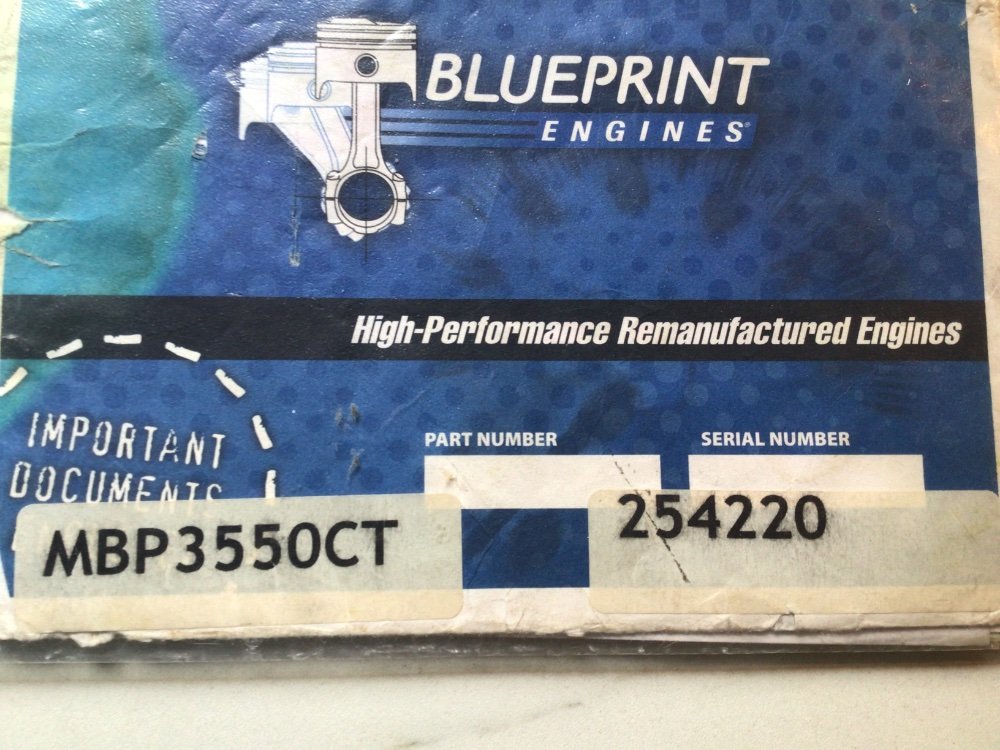 BLUEPRINT
ENGINES®
High-Performance Remanufactured Engines
IMPORTANT
DOCUMENTS
PART NUMBER
SERIAL NUMBER
MBP3550CT
254220